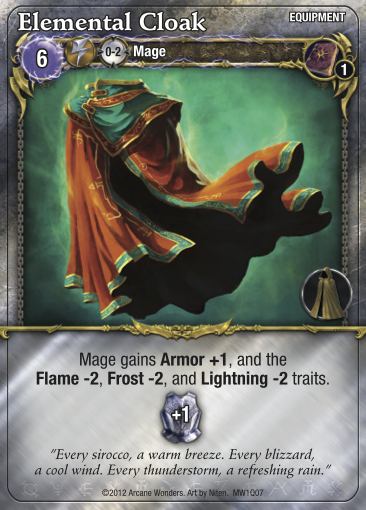 Elemental Cloak
EQUIPMENT
6
0-2 Mage
1
Mage gains Armor +1, and the
Flame -2, Frost -2, and Lightning -2 traits.
+1
"Every sirocco, a warm breeze. Every blizzard,
a cool wind. Every thunderstorm, a refreshing rain."
©2012 Arcane Wonders. Art by Niten. MW1Q07